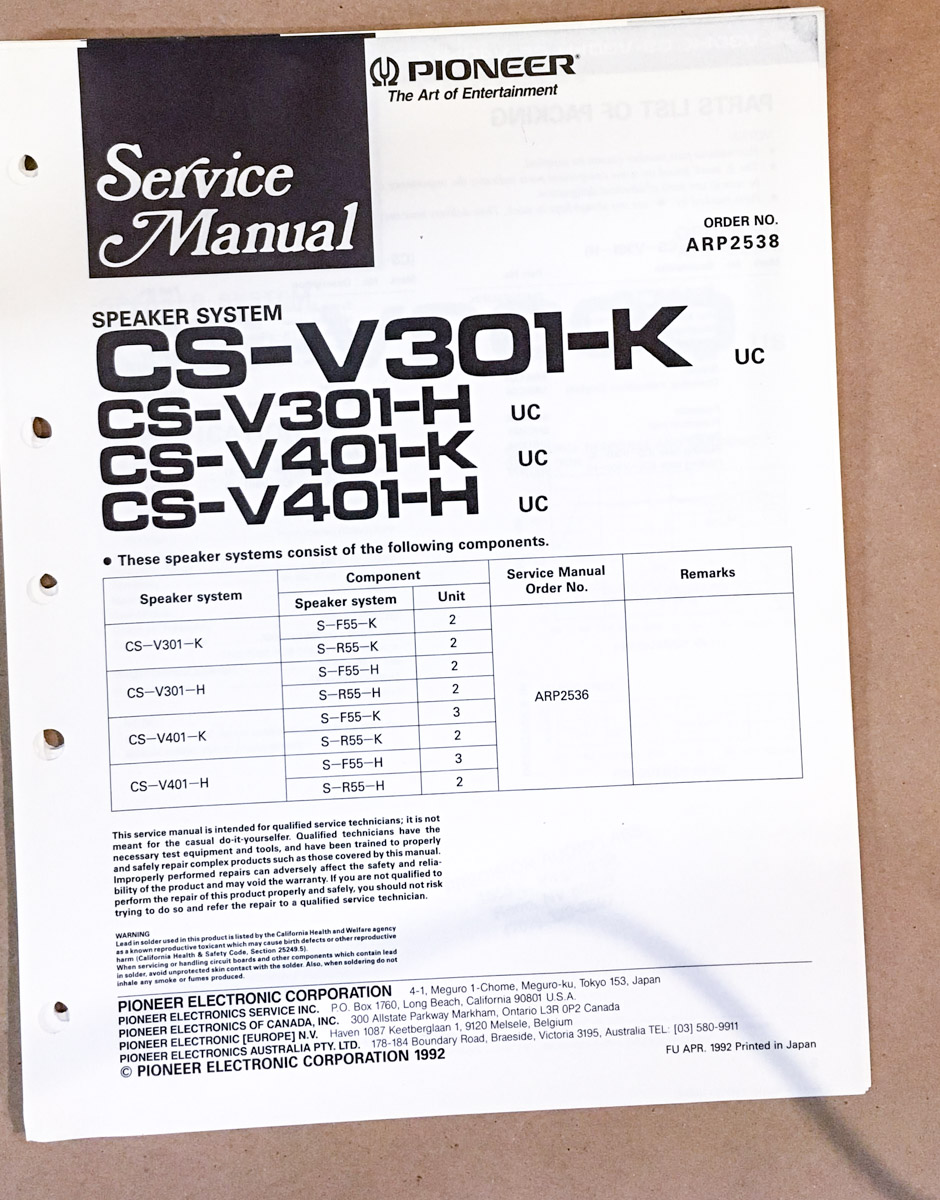 PIONEER®
The Art of Entertainment
Service
Manual
ORDER NO.
ARP2538
SPEAKER SYSTEM
CS-V301-K UC
CS-V301-H UC
CS-V401-K UC
CS-V401-H UC
● These speaker systems consist of the following components.
Speaker system Component Service Manual Order No. Remarks
Speaker system Unit
CS-V301-K S-F55-K 2 ARP2536
S-R55-K 2
CS-V301-H S-F55-H 2
S-R55-H 2
CS-V401-K S-F55-K 3
S-R55-K 2
CS-V401-H S-F55-H 3
S-R55-H 2
This service manual is intended for qualified service technicians; it is not
meant for the casual do-it-yourselfer. Qualified technicians have the
necessary test equipment and tools, and have been trained to properly
and safely repair complex products such as those covered by this manual.
Improperly performed repairs can adversely affect the safety and relia-
bility of the product and may void the warranty. If you are not qualified to
perform the repair of this product properly and safely, you should not risk
trying to do so and refer the repair to a qualified service technician.
WARNING
Lead in solder used in this product is listed by the California Health and Welfare agency
as a known reproductive toxicant which may cause birth defects or other reproductive
harm (California Health & Safety Code, Section 25249.5).
When servicing or handling circuit boards and other components which contain lead
in solder, avoid unprotected skin contact with the solder. Also, when soldering do not
inhale any smoke or fumes produced.
PIONEER ELECTRONIC CORPORATION 4-1, Meguro 1-Chome, Meguro-ku, Tokyo 153, Japan
PIONEER ELECTRONICS SERVICE INC. P.O. Box 1760, Long Beach, California 90801 U.S.A.
PIONEER ELECTRONICS OF CANADA, INC. 300 Allstate Parkway Markham, Ontario L3R 0P2 Canada
PIONEER ELECTRONIC [EUROPE] N.V. Haven 1087 Keetberglaan 1, 9120 Melsele, Belgium
PIONEER ELECTRONICS AUSTRALIA PTY. LTD. 178-184 Boundary Road, Braeside, Victoria 3195, Australia TEL: [03] 580-9911
© PIONEER ELECTRONIC CORPORATION 1992
FU APR. 1992 Printed in Japan